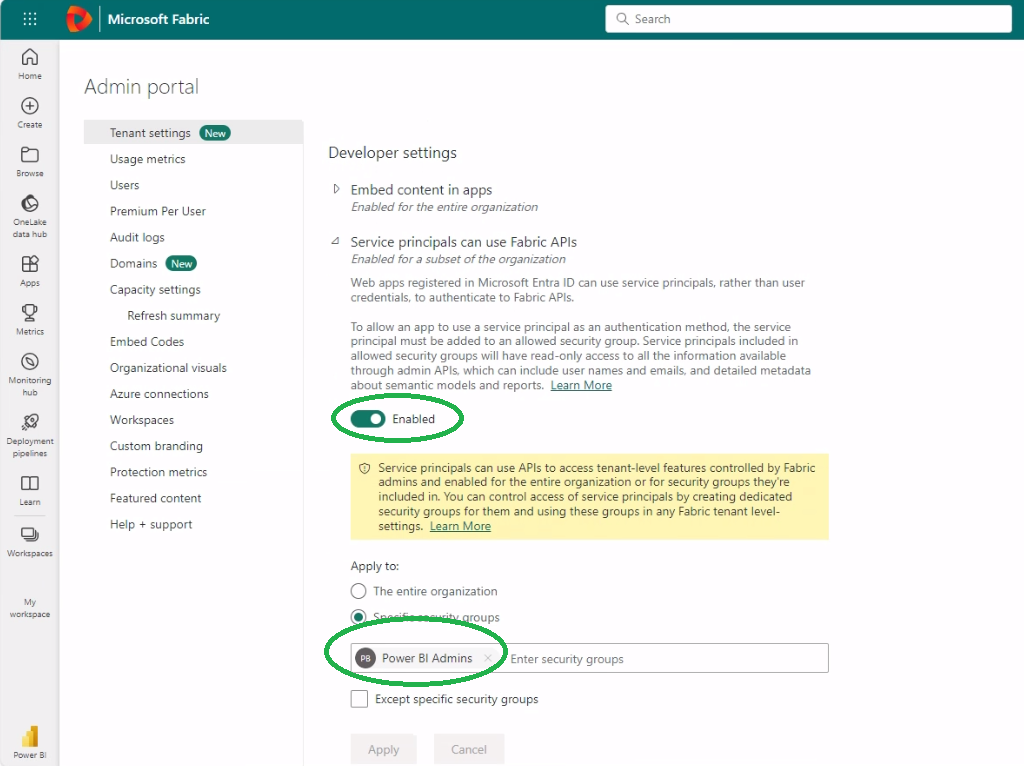 Microsoft Fabric
Search
Home
Create
Browse
OneLake
data hub
Apps
Metrics
Monitoring
hub
Deployment
pipelines
Learn
Workspaces
My
workspace
Power BI
Admin portal
Tenant settings New
Usage metrics
Users
Premium Per User
Audit logs
Domains New
Capacity settings
Refresh summary
Embed Codes
Organizational visuals
Azure connections
Workspaces
Custom branding
Protection metrics
Featured content
Help + support
Developer settings
Embed content in apps
Enabled for the entire organization
Service principals can use Fabric APIs
Enabled for a subset of the organization
Web apps registered in Microsoft Entra ID can use service principals, rather than user
credentials, to authenticate to Fabric APIs.
To allow an app to use a service principal as an authentication method, the service
principal must be added to an allowed security group. Service principals included in
allowed security groups will have read-only access to all the information available
through admin APIs, which can include user names and emails, and detailed metadata
about semantic models and reports. Learn More
Enabled
Service principals can use APIs to access tenant-level features controlled by Fabric
admins and enabled for the entire organization or for security groups they're
included in. You can control access of service principals by creating dedicated
security groups for them and using these groups in any Fabric tenant level-
settings. Learn More
Apply to:
The entire organization
Specific security groups
PB Power BI Admins Enter security groups
Except specific security groups
Apply Cancel